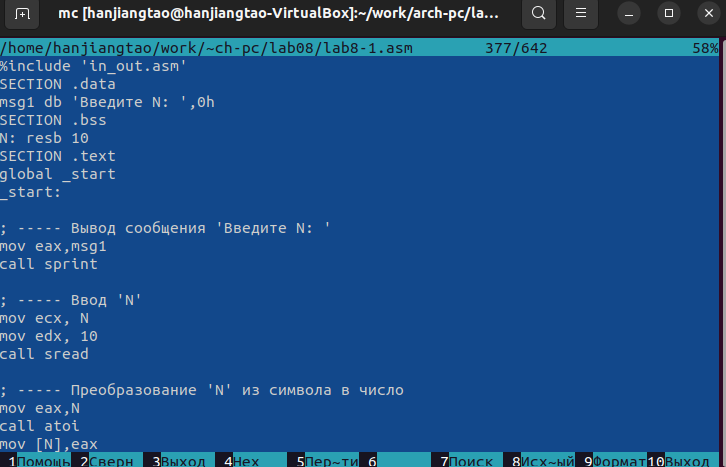 mc [hanjiangtao@hanjiangtao-VirtualBox]:~/work/arch-pc/la...
/home/hanjiangtao/work/~ch-pc/lab08/lab8-1.asm 377/642 58%
%include 'in_out.asm'
SECTION .data
msg1 db 'Введите N: ',0h
SECTION .bss
N: resb 10
SECTION .text
global _start
_start:
; ----- Вывод сообщения 'Введите N: '
mov eax,msg1
call sprint
; ----- Ввод 'N'
mov ecx, N
mov edx, 10
call sread
; ----- Преобразование 'N' из символа в число
mov eax,N
call atoi
mov [N],eax
1Помощь 2Сверн 3Выход 4Hex 5Пер~ти 6 7Поиск 8Исх~ый 9Формат 10Выход